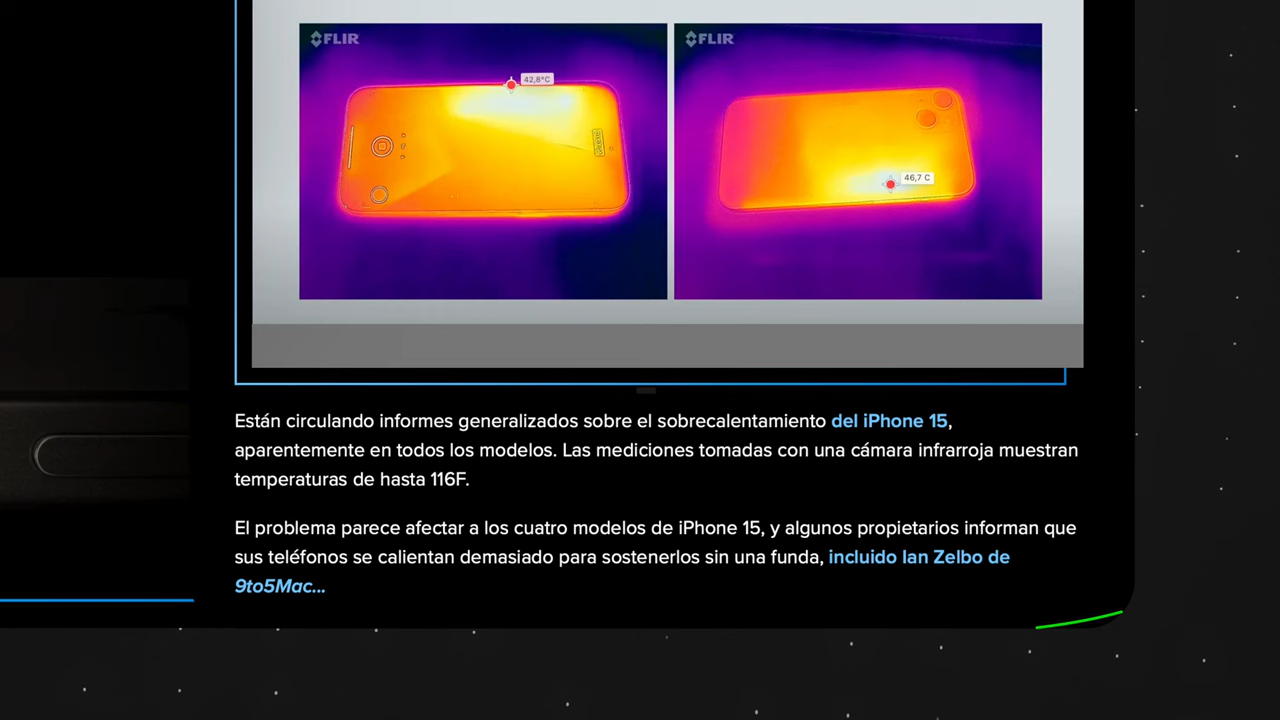 FLIR
42,8°C
FLIR
46,7 C
Están circulando informes generalizados sobre el sobrecalentamiento del iPhone 15,
aparentemente en todos los modelos. Las mediciones tomadas con una cámara infrarroja muestran
temperaturas de hasta 116F.
El problema parece afectar a los cuatro modelos de iPhone 15, y algunos propietarios informan que
sus teléfonos se calientan demasiado para sostenerlos sin una funda, incluido Ian Zelbo de
9to5Mac...